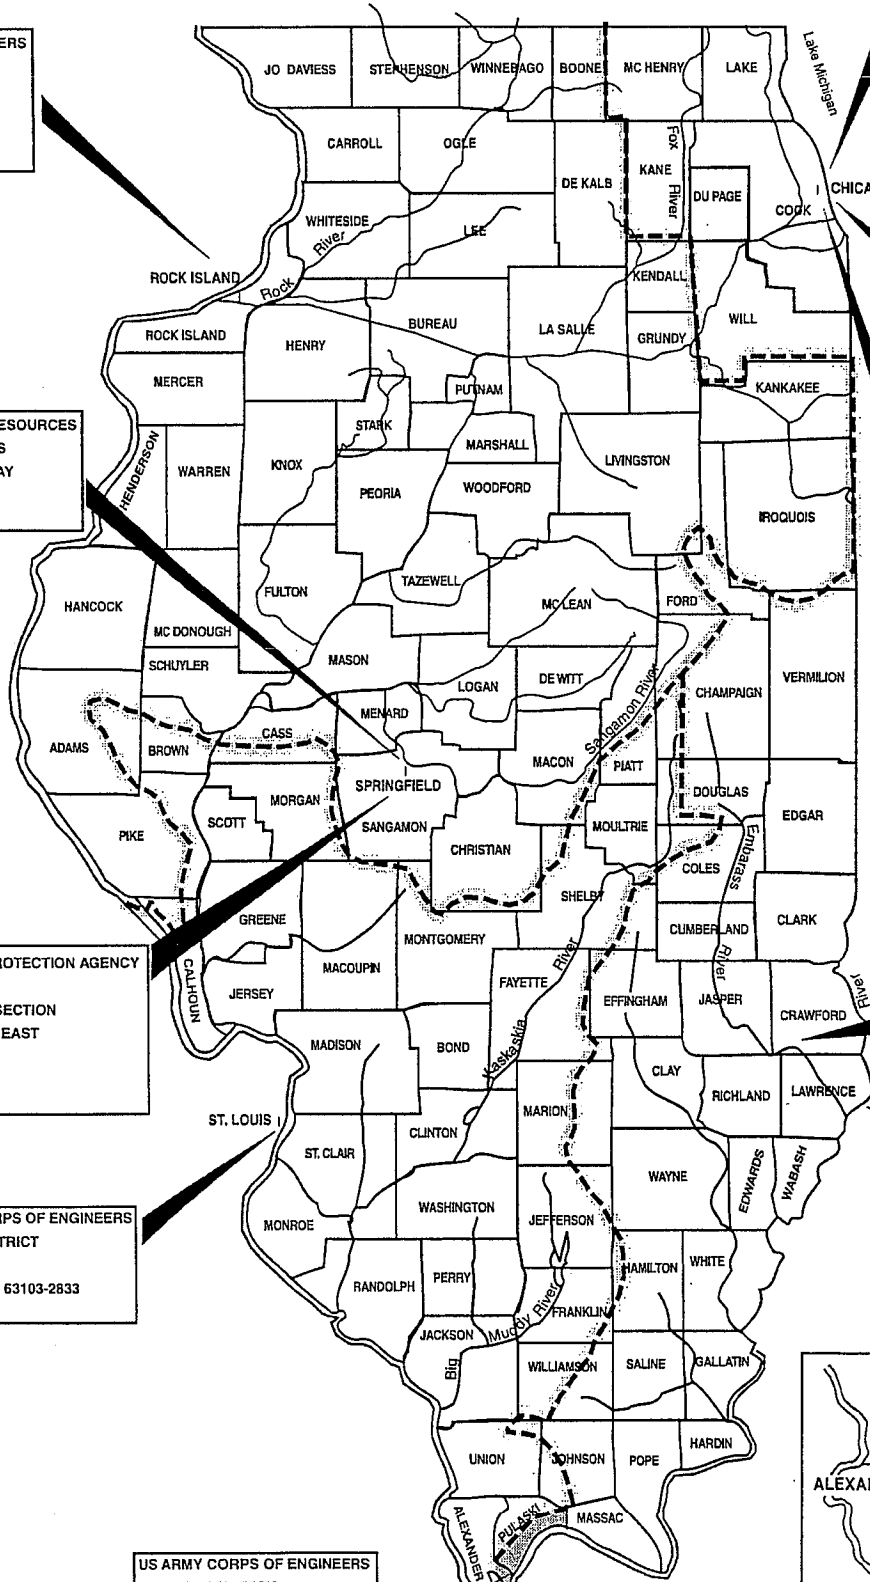 ERS
JO DAVIESS
STEPHENSON
WINNEBAGO
BOONE
MC HENRY
LAKE
Lake Michigan
CARROLL
OGLE
DE KALB
KANE
Fox River
DU PAGE
COOK
CHICA
WHITESIDE
LEE
Rock River
ROCK ISLAND
KENDALL
ROCK ISLAND
HENRY
BUREAU
LA SALLE
GRUNDY
WILL
MERCER
PUTNAM
KANKAKEE
ESOURCES
S
AY
HENDERSON
WARREN
KNOX
STARK
MARSHALL
PEORIA
WOODFORD
LIVINGSTON
IROQUOIS
HANCOCK
MC DONOUGH
FULTON
TAZEWELL
MC LEAN
FORD
SCHUYLER
MASON
LOGAN
DE WITT
CHAMPAIGN
VERMILION
Sangamon River
ADAMS
BROWN
CASS
MENARD
MACON
PIATT
SPRINGFIELD
PIKE
SCOTT
MORGAN
SANGAMON
CHRISTIAN
MOULTRIE
DOUGLAS
EDGAR
COLES
Embarass River
SHELBY
GREENE
MACOUPIN
MONTGOMERY
CUMBERLAND
CLARK
ROTECTION AGENCY
SECTION
EAST
CALHOUN
JERSEY
FAYETTE
Kaskaskia River
EFFINGHAM
JASPER
CRAWFORD
River
MADISON
BOND
CLAY
RICHLAND
LAWRENCE
ST. LOUIS
ST. CLAIR
CLINTON
MARION
WAYNE
EDWARDS
WABASH
RPS OF ENGINEERS
TRICT
63103-2833
MONROE
WASHINGTON
JEFFERSON
RANDOLPH
PERRY
HAMILTON
WHITE
JACKSON
Big Muddy River
FRANKLIN
WILLIAMSON
SALINE
GALLATIN
UNION
JOHNSON
POPE
HARDIN
ALEXANDER
PULASKI
MASSAC
ALEXA
US ARMY CORPS OF ENGINEERS